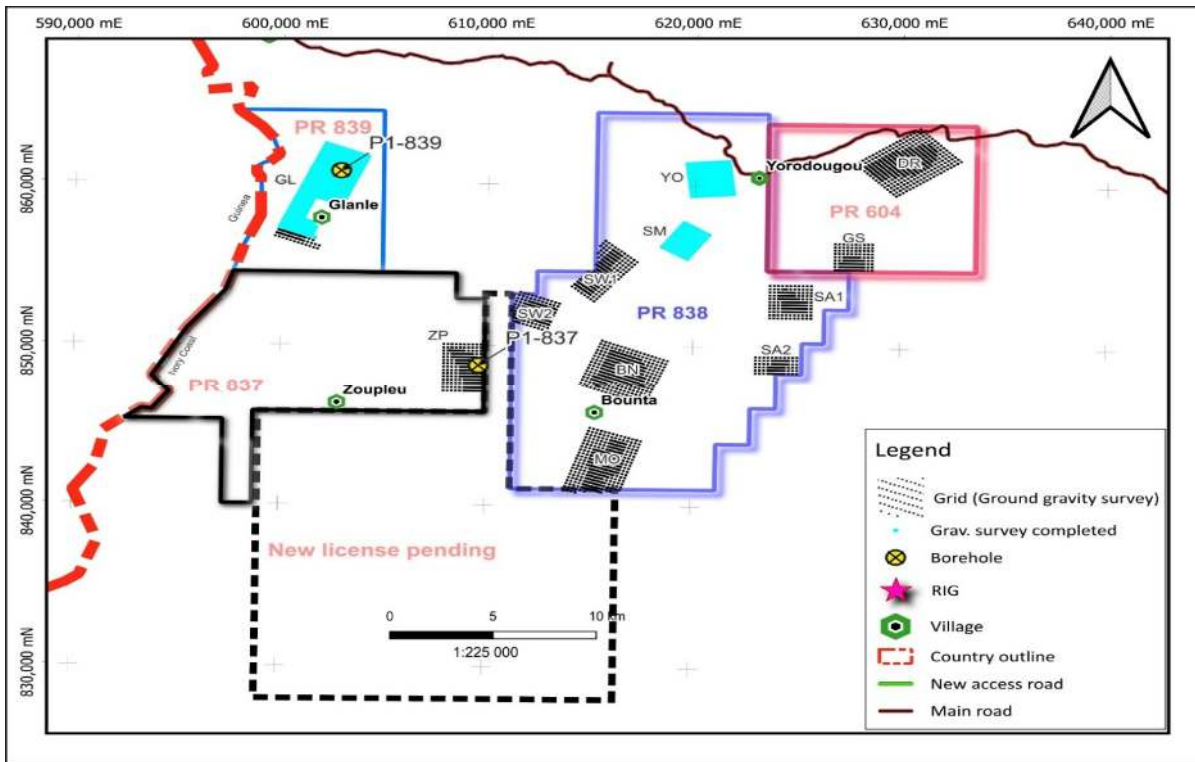 590,000 mE
600,000 mE
610,000 mE
620,000 mE
630,000 mE
640,000 mE
860,000 mN
850,000 mN
840,000 mN
830,000 mN
PR 839
P1-839
GL
Glanle
Guinea
Ivory Coast
YO
Yorodougou
DR
PR 604
SM
GS
SW1
SW2
PR 838
SA1
SA2
ZP
P1-837
BN
PR 837
Zoupleu
Bounta
MO
New license pending
0 5 10 km
1:225 000
Legend
Grid (Ground gravity survey)
Grav. survey completed
Borehole
RIG
Village
Country outline
New access road
Main road